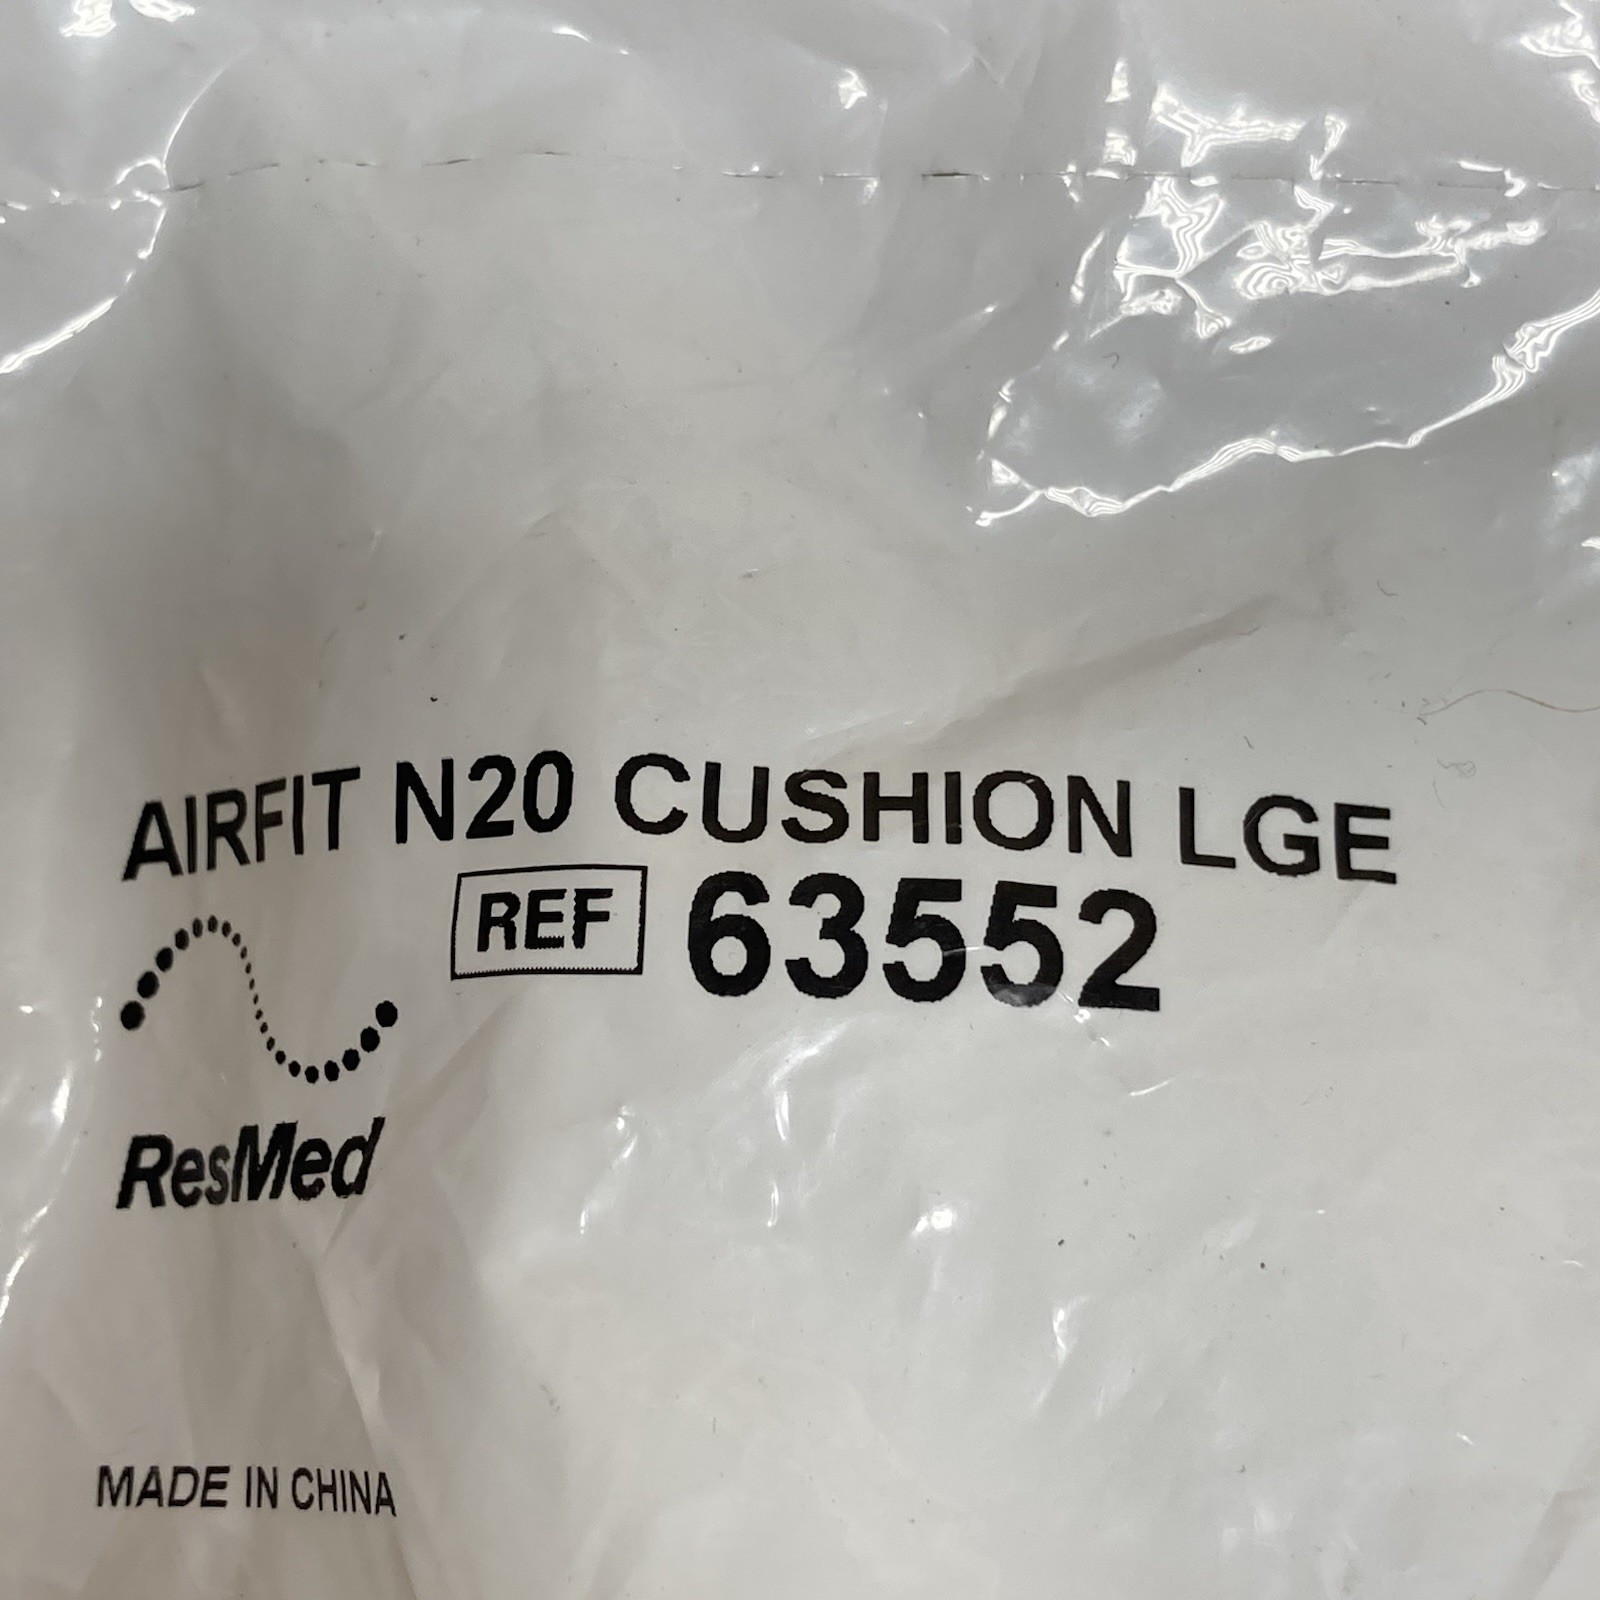 AIRFIT N20 CUSHION LGE
REF 63552
ResMed
MADE IN CHINA